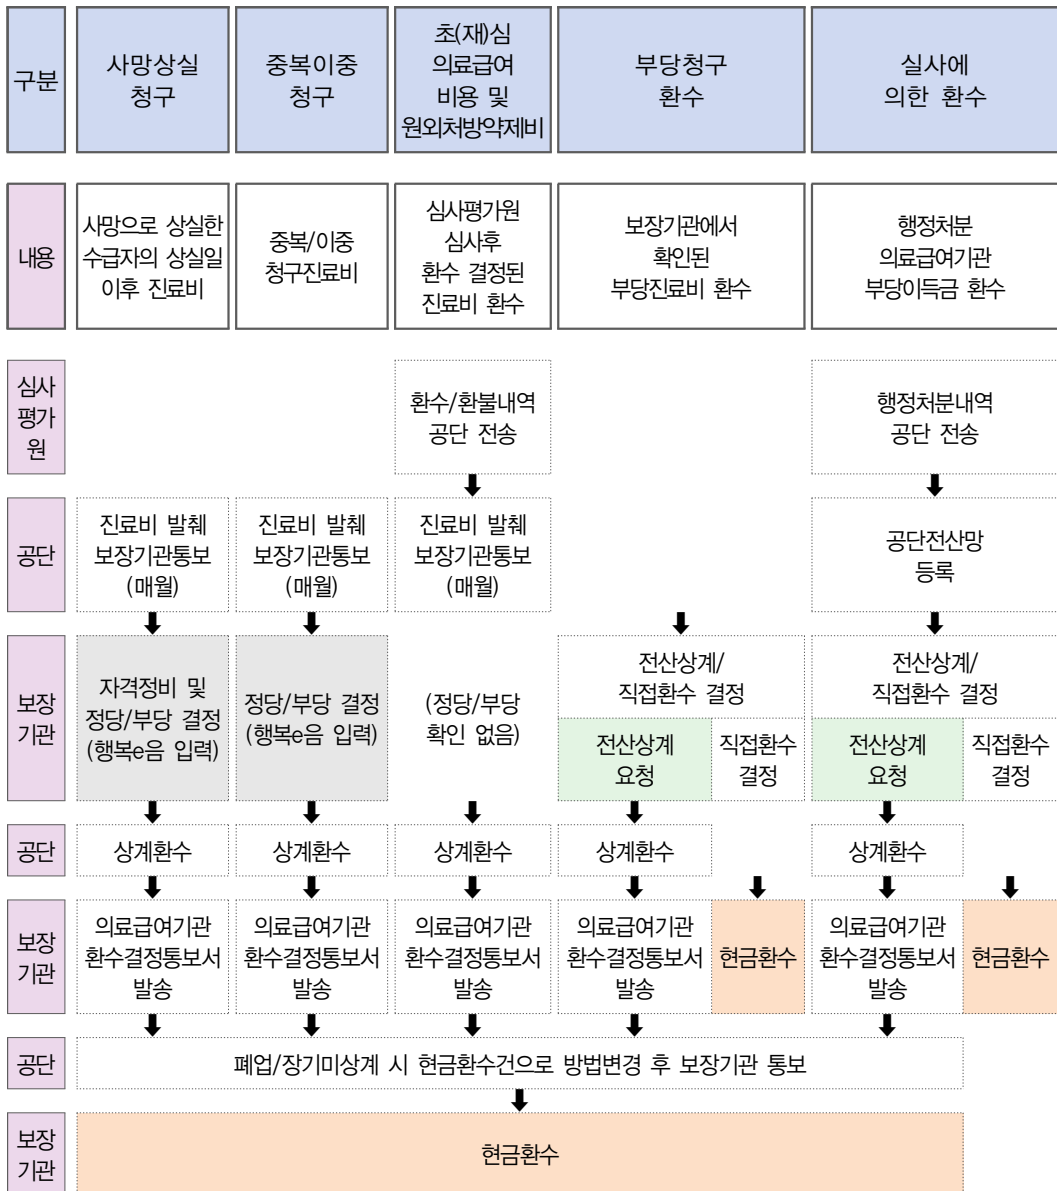 구분
사망상실
청구
중복이중
청구
초(재)심
의료급여
비용 및
원외처방약제비
부당청구
환수
실사에
의한 환수
내용
사망으로 상실한
수급자의 상실일
이후 진료비
중복/이중
청구진료비
심사평가원
심사후
환수 결정된
진료비 환수
보장기관에서
확인된
부당진료비 환수
행정처분
의료급여기관
부당이득금 환수
심사
평가
원
환수/환불내역
공단 전송
행정처분내역
공단 전송
공단
진료비 발췌
보장기관통보
(매월)
진료비 발췌
보장기관통보
(매월)
진료비 발췌
보장기관통보
(매월)
공단전산망
등록
보장
기관
자격정비 및
정당/부당 결정
(행복e음 입력)
정당/부당 결정
(행복e음 입력)
(정당/부당
확인 없음)
전산상계/
직접환수 결정
전산상계
요청
직접환수
결정
전산상계/
직접환수 결정
전산상계
요청
직접환수
결정
공단
상계환수
상계환수
상계환수
상계환수
상계환수
보장
기관
의료급여기관
환수결정통보서
발송
의료급여기관
환수결정통보서
발송
의료급여기관
환수결정통보서
발송
의료급여기관
환수결정통보서
발송
현금환수
의료급여기관
환수결정통보서
발송
현금환수
공단
폐업/장기미상계 시 현금환수건으로 방법변경 후 보장기관 통보
보장
기관
현금환수